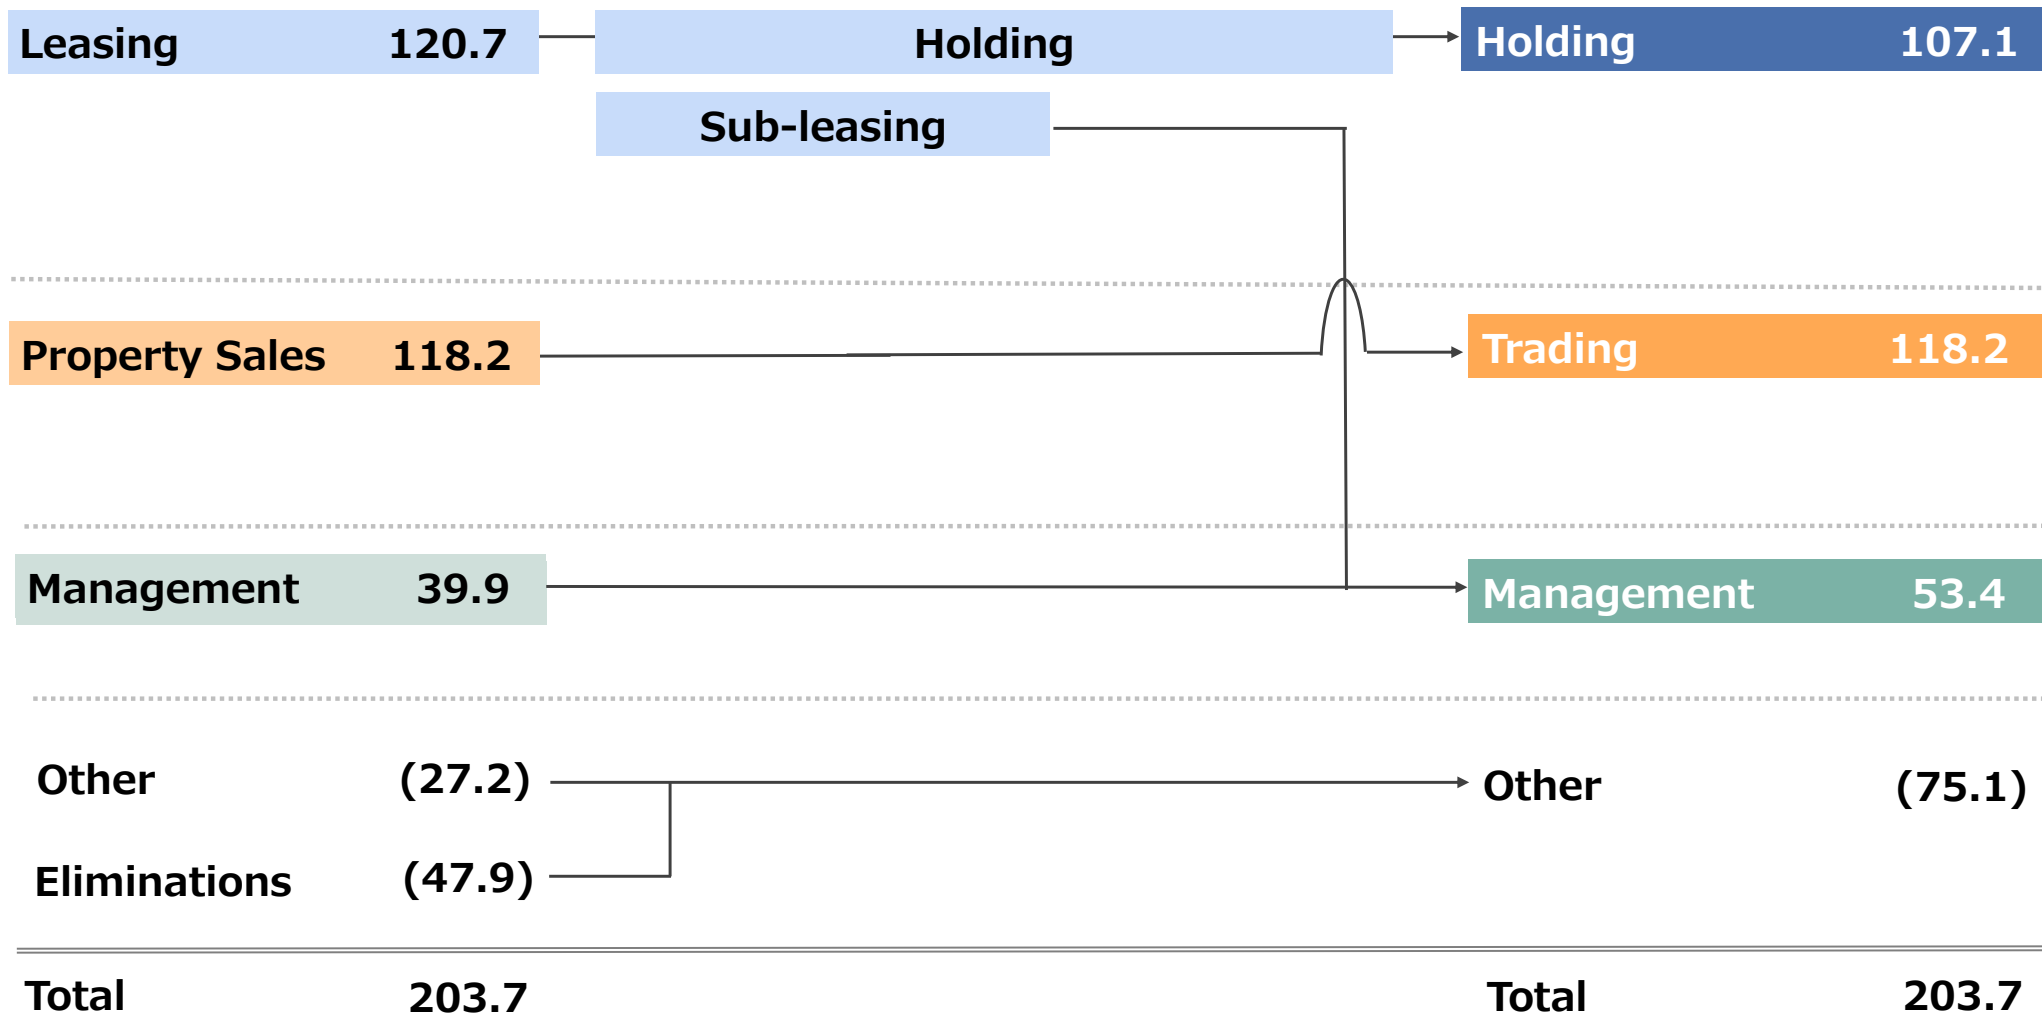 Leasing 120.7 Holding Holding 107.1
Sub-leasing
Property Sales 118.2 Trading 118.2
Management 39.9 Management 53.4
Other (27.2) Other (75.1)
Eliminations (47.9)
Total 203.7 Total 203.7